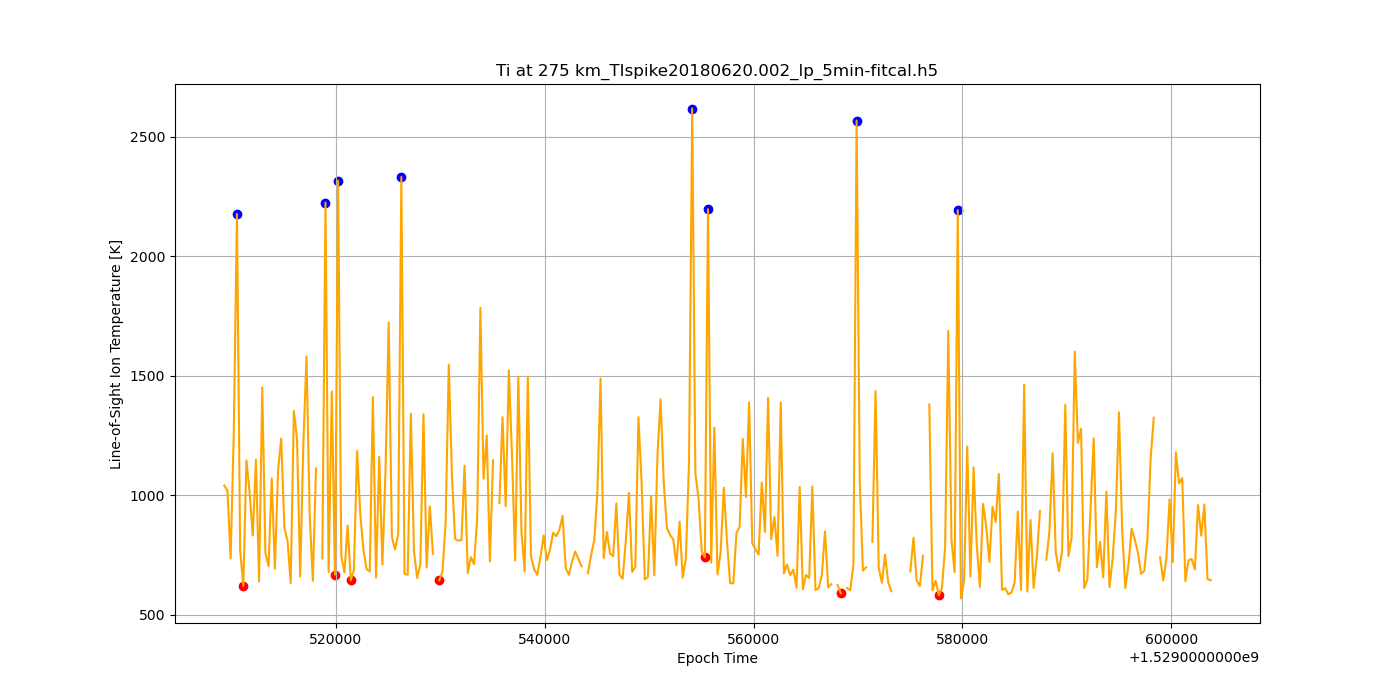 Ti at 275 km_TIspike20180620.002_lp_5min-fitcal.h5
Line-of-Sight Ion Temperature [K]
2500
2000
1500
1000
500
520000 540000 560000 580000 600000
+1.5290000000e9
Epoch Time